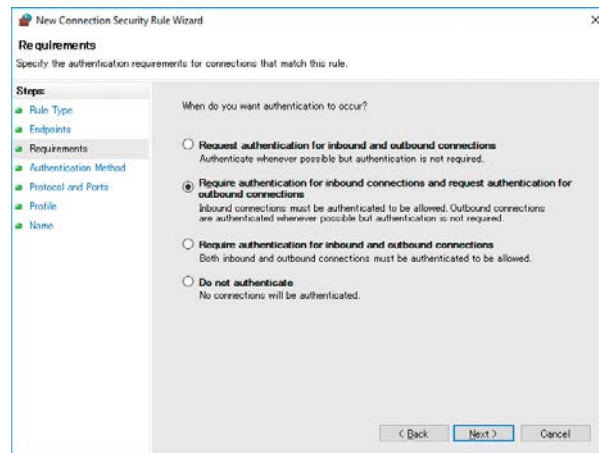 New Connection Security Rule Wizard
Requirements
Specify the authentication requirements for connections that match this rule.
Steps:
Rule Type
Endpoints
Requirements
Authentication Method
Protocol and Ports
Profile
Name
When do you want authentication to occur?
Request authentication for inbound and outbound connections
Authenticate whenever possible but authentication is not required.
Require authentication for inbound connections and request authentication for
outbound connections
Inbound connections must be authenticated to be allowed. Outbound connections
are authenticated whenever possible but authentication is not required.
Require authentication for inbound and outbound connections
Both inbound and outbound connections must be authenticated to be allowed.
Do not authenticate
No connections will be authenticated.
< Back
Next >
Cancel